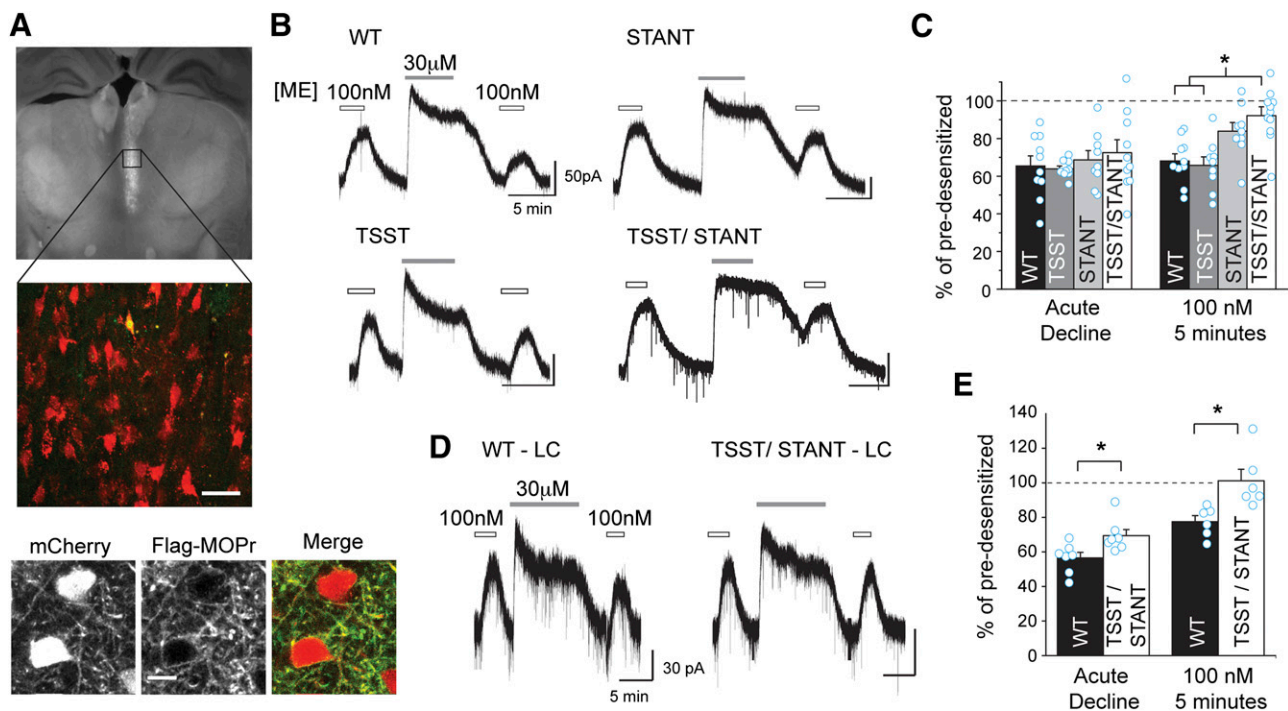 A
mCherry
Flag-MOPr
Merge
B
WT
STANT
[ME]
100nM
30μM
100nM
50pA
5 min
TSST
TSST/ STANT
C
% of pre-desensitized
140
120
100
80
60
40
20
0
WT
TSST
STANT
TSST/STANT
WT
TSST
STANT
TSST/STANT
*
Acute
Decline
100 nM
5 minutes
D
WT - LC
TSST/ STANT - LC
100nM
30μM
100nM
30 pA
5 min
E
% of pre-desensitized
140
120
100
80
60
40
20
0
WT
TSST /
STANT
WT
TSST / STANT
*
*
Acute
Decline
100 nM
5 minutes